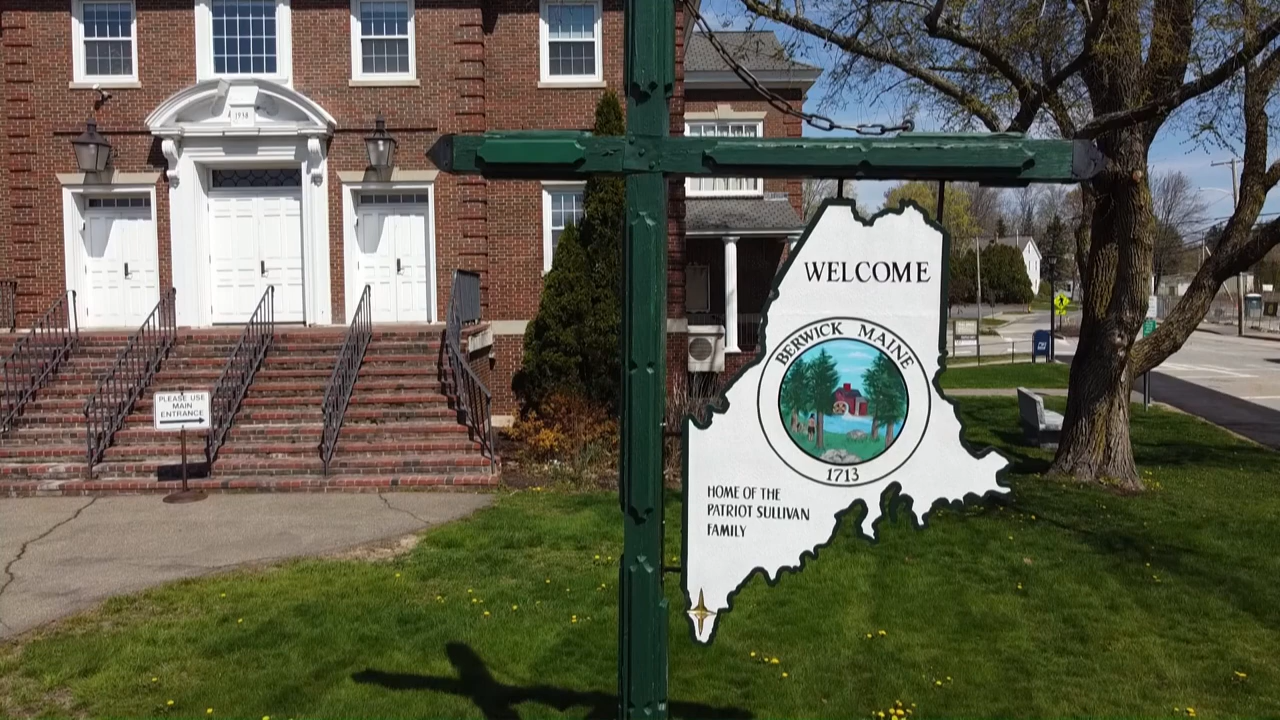 1938
PLEASE USE
MAIN
ENTRANCE
WELCOME
BERWICK MAINE
1713
HOME OF THE
PATRIOT SULLIVAN
FAMILY